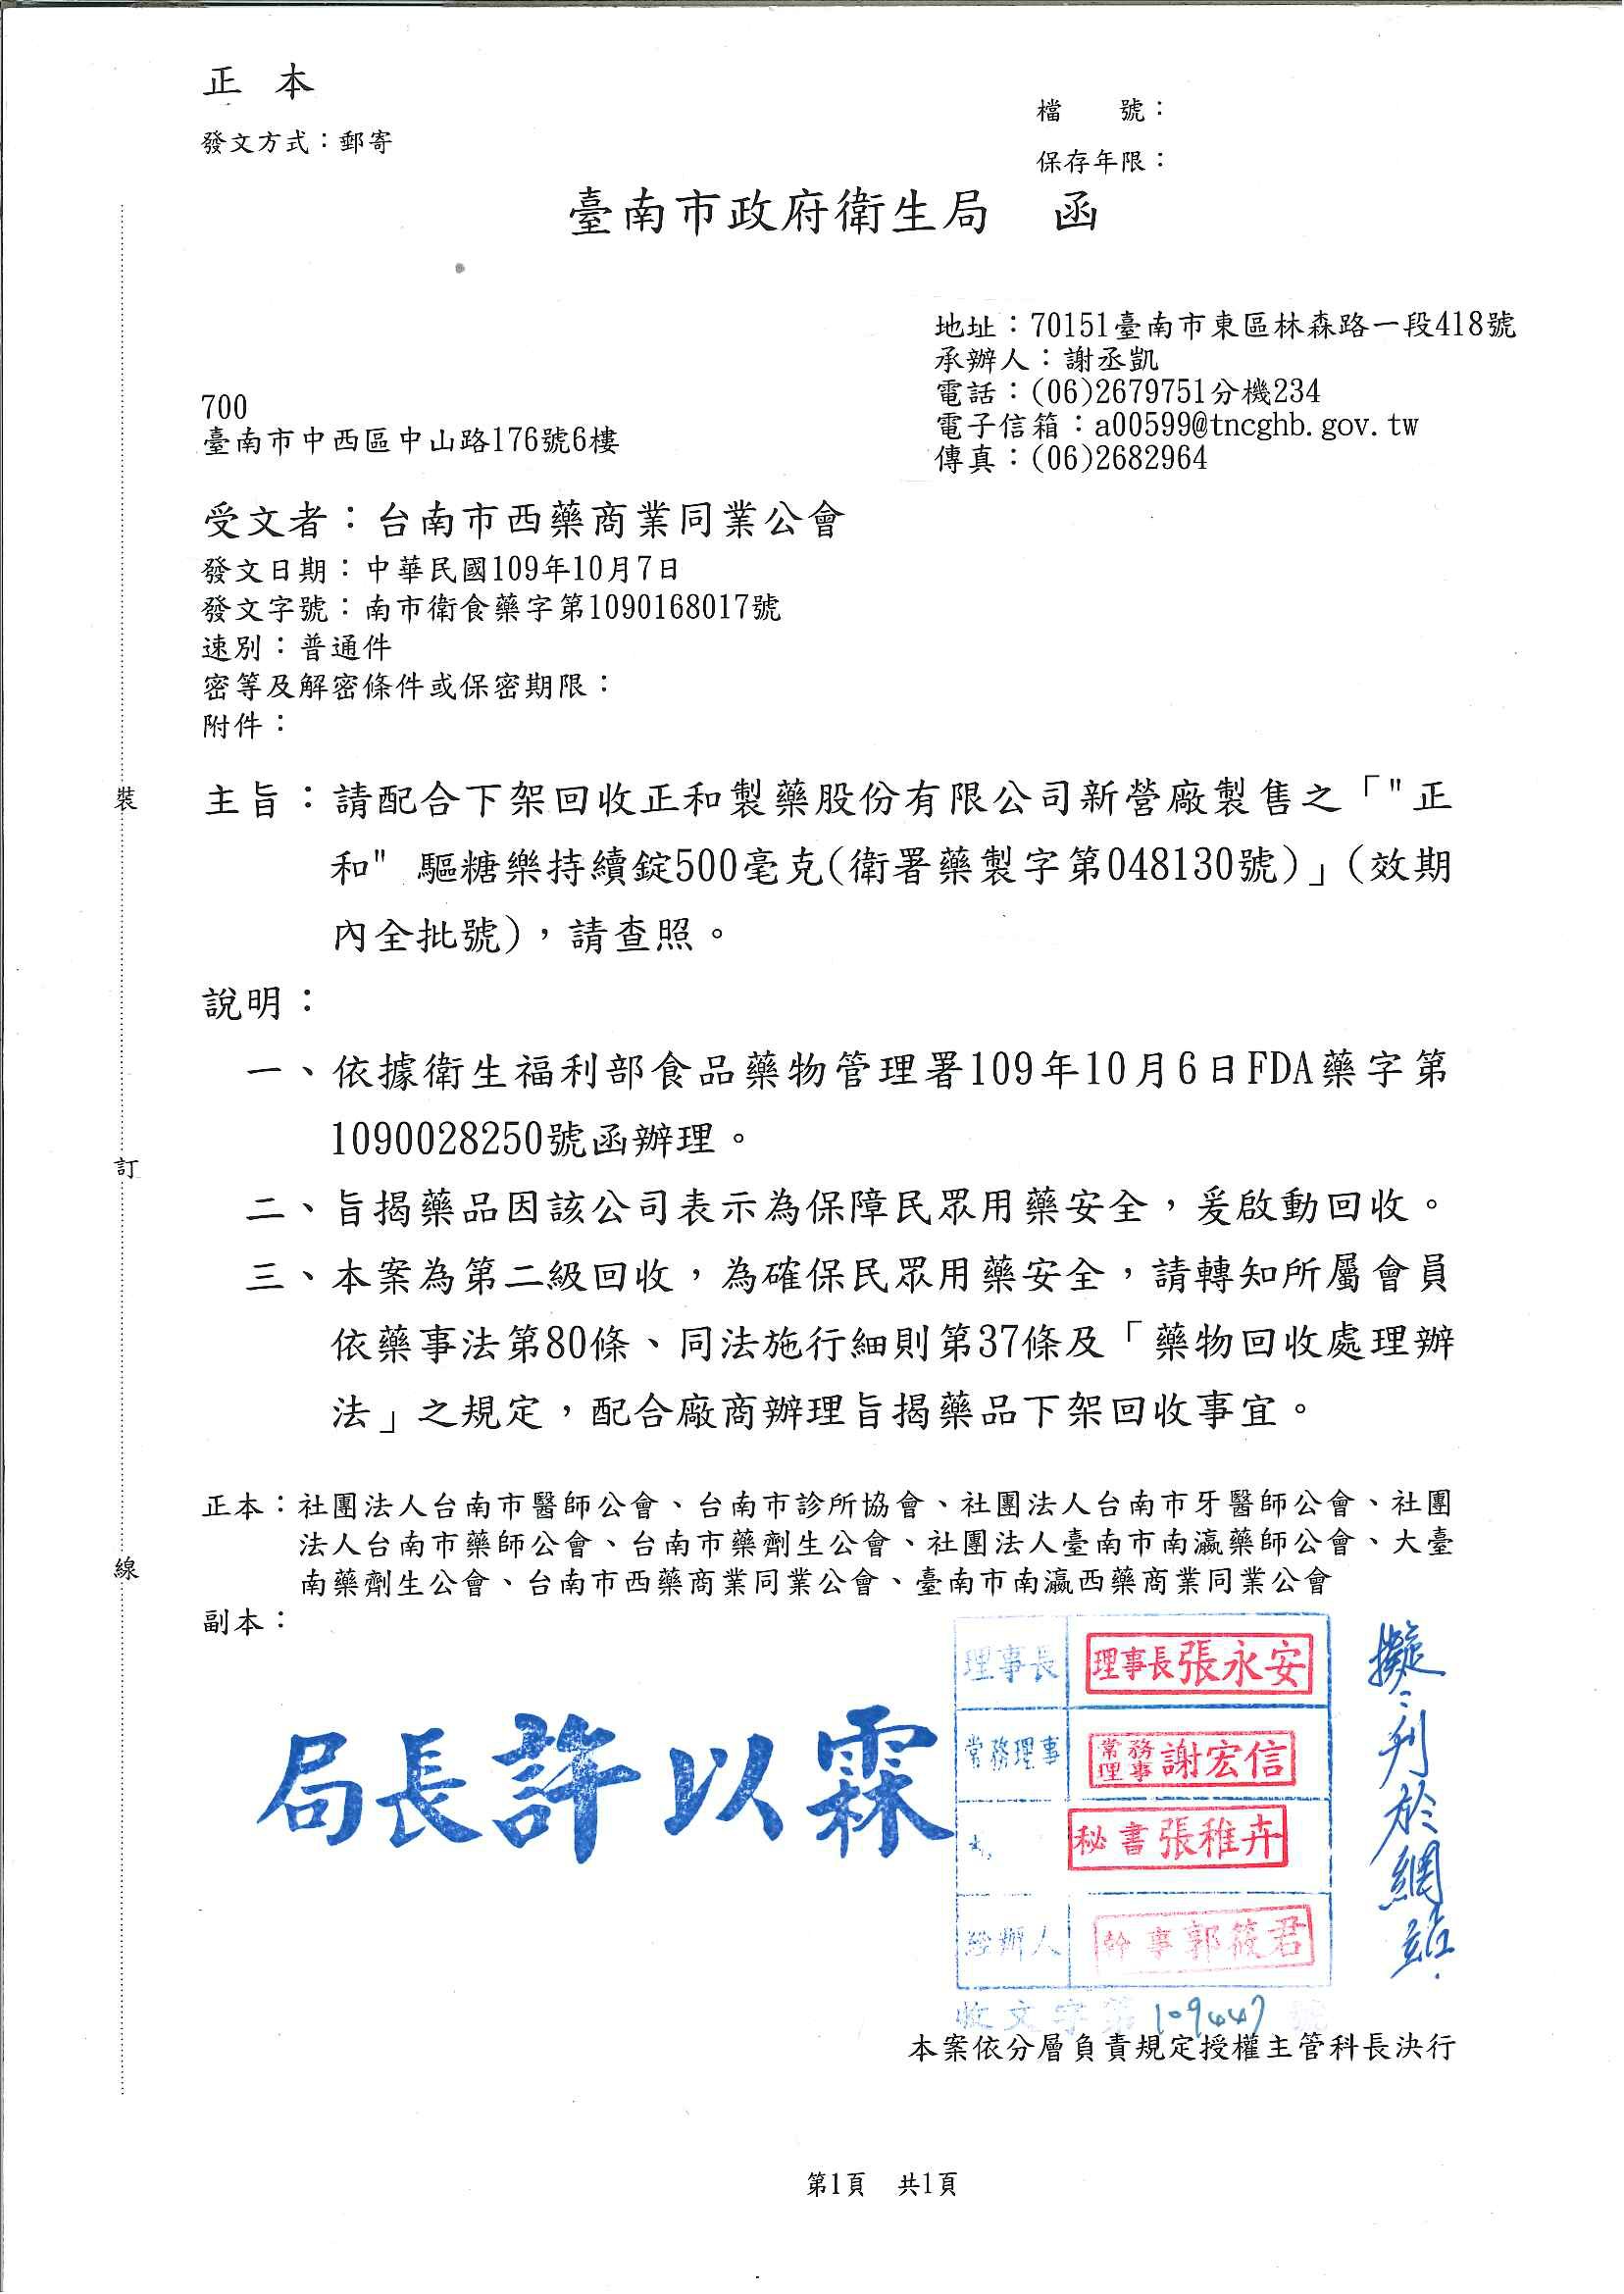 正　本
發文方式：郵寄
檔　　號：
保存年限：
臺南市政府衛生局　函
地址：70151臺南市東區林森路一段418號
承辦人：謝丞凱
電話：(06)2679751分機234
電子信箱：a00599@tncghb.gov.tw
傳真：(06)2682964
700
臺南市中西區中山路176號6樓
受文者：台南市西藥商業同業公會
發文日期：中華民國109年10月7日
發文字號：南市衛食藥字第1090168017號
速別：普通件
密等及解密條件或保密期限：
附件：
主旨：請配合下架回收正和製藥股份有限公司新營廠製售之「"正
和" 驅糖樂持續錠500毫克(衛署藥製字第048130號)」(效期
內全批號)，請查照。
說明：
一、依據衛生福利部食品藥物管理署109年10月6日FDA藥字第
1090028250號函辦理。
二、旨揭藥品因該公司表示為保障民眾用藥安全，爰啟動回收。
三、本案為第二級回收，為確保民眾用藥安全，請轉知所屬會員
依藥事法第80條、同法施行細則第37條及「藥物回收處理辦
法」之規定，配合廠商辦理旨揭藥品下架回收事宜。
正本：社團法人台南市醫師公會、台南市診所協會、社團法人台南市牙醫師公會、社團
法人台南市藥師公會、台南市藥劑生公會、社團法人臺南市南瀛藥師公會、大臺
南藥劑生公會、台南市西藥商業同業公會、臺南市南瀛西藥商業同業公會
副本：
局長許以霖
理事長 理事長張永安
常務理事 常務理事謝宏信
秘書張稚卉
辦人 幹事郭筱君
收文字第109447號
擬：刊於網站.
本案依分層負責規定授權主管科長決行
裝
訂
線
第1頁　共1頁